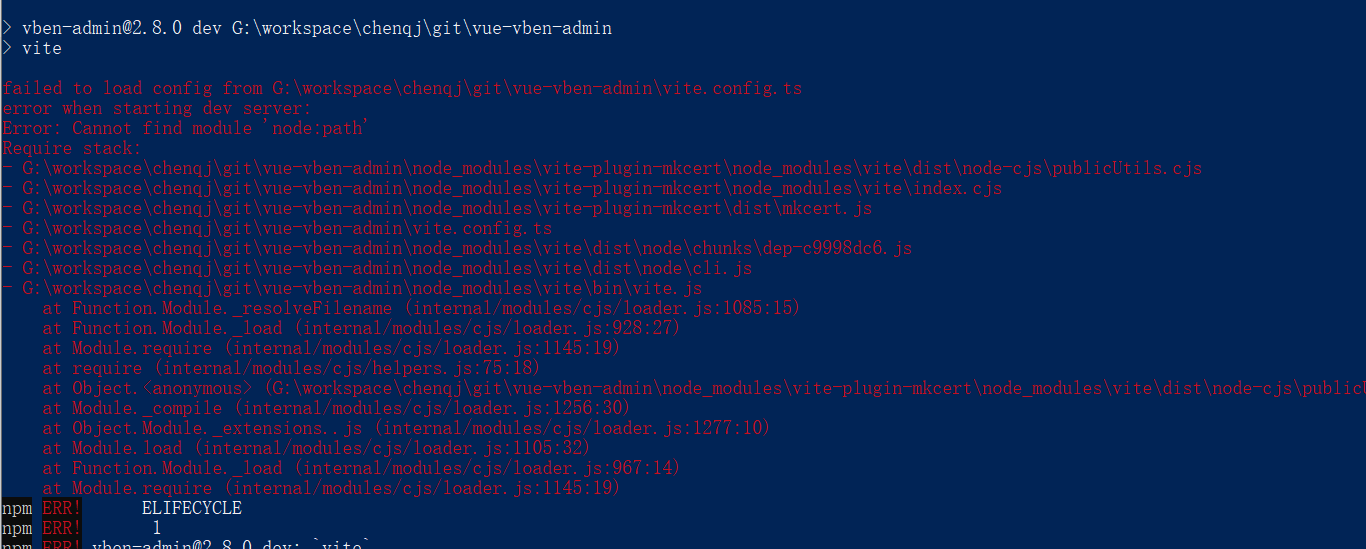 > vben-admin@2.8.0 dev G:\workspace\chenqj\git\vue-vben-admin
> vite
failed to load config from G:\workspace\chenqj\git\vue-vben-admin\vite.config.ts
error when starting dev server:
Error: Cannot find module 'node:path'
Require stack:
- G:\workspace\chenqj\git\vue-vben-admin\node_modules\vite-plugin-mkcert\node_modules\vite\dist\node-cjs\publicUtils.cjs
- G:\workspace\chenqj\git\vue-vben-admin\node_modules\vite-plugin-mkcert\node_modules\vite\index.cjs
- G:\workspace\chenqj\git\vue-vben-admin\node_modules\vite-plugin-mkcert\dist\mkcert.js
- G:\workspace\chenqj\git\vue-vben-admin\vite.config.ts
- G:\workspace\chenqj\git\vue-vben-admin\node_modules\vite\dist\node\chunks\dep-c9998dc6.js
- G:\workspace\chenqj\git\vue-vben-admin\node_modules\vite\dist\node\cli.js
- G:\workspace\chenqj\git\vue-vben-admin\node_modules\vite\bin\vite.js
at Function.Module._resolveFilename (internal/modules/cjs/loader.js:1085:15)
at Function.Module._load (internal/modules/cjs/loader.js:928:27)
at Module.require (internal/modules/cjs/loader.js:1145:19)
at require (internal/modules/cjs/helpers.js:75:18)
at Object.<anonymous> (G:\workspace\chenqj\git\vue-vben-admin\node_modules\vite-plugin-mkcert\node_modules\vite\dist\node-cjs\public
at Module._compile (internal/modules/cjs/loader.js:1256:30)
at Object.Module._extensions..js (internal/modules/cjs/loader.js:1277:10)
at Module.load (internal/modules/cjs/loader.js:1105:32)
at Function.Module._load (internal/modules/cjs/loader.js:967:14)
at Module.require (internal/modules/cjs/loader.js:1145:19)
npm ERR! ELIFECYCLE
npm ERR! 1
npm ERR! vben-admin@2.8.0 dev: `vite`